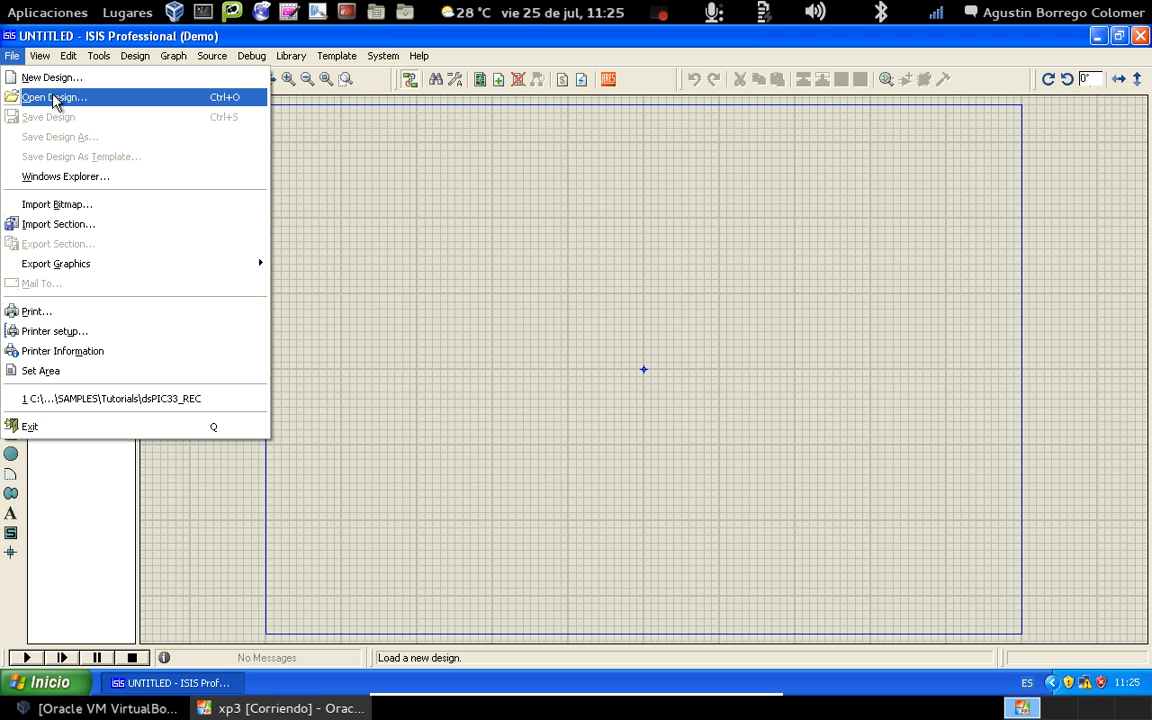 Aplicaciones Lugares 28 °C vie 25 de jul, 11:25 Agustin Borrego Colomer
ISIS UNTITLED - ISIS Professional (Demo)
File View Edit Tools Design Graph Source Debug Library Template System Help
New Design...
Open Design... Ctrl+O
Save Design Ctrl+S
Save Design As...
Save Design As Template...
Windows Explorer...
Import Bitmap...
Import Section...
Export Section...
Export Graphics
Mail To...
Print...
Printer setup...
Printer Information
Set Area
1 C:\...\SAMPLES\Tutorials\dsPIC33_REC
Exit Q
ARES
0°
A
S
No Messages
Load a new design.
Inicio
ISIS UNTITLED - ISIS Prof...
ES
11:25
[Oracle VM VirtualBo...
xp3 [Corriendo] - Orac...